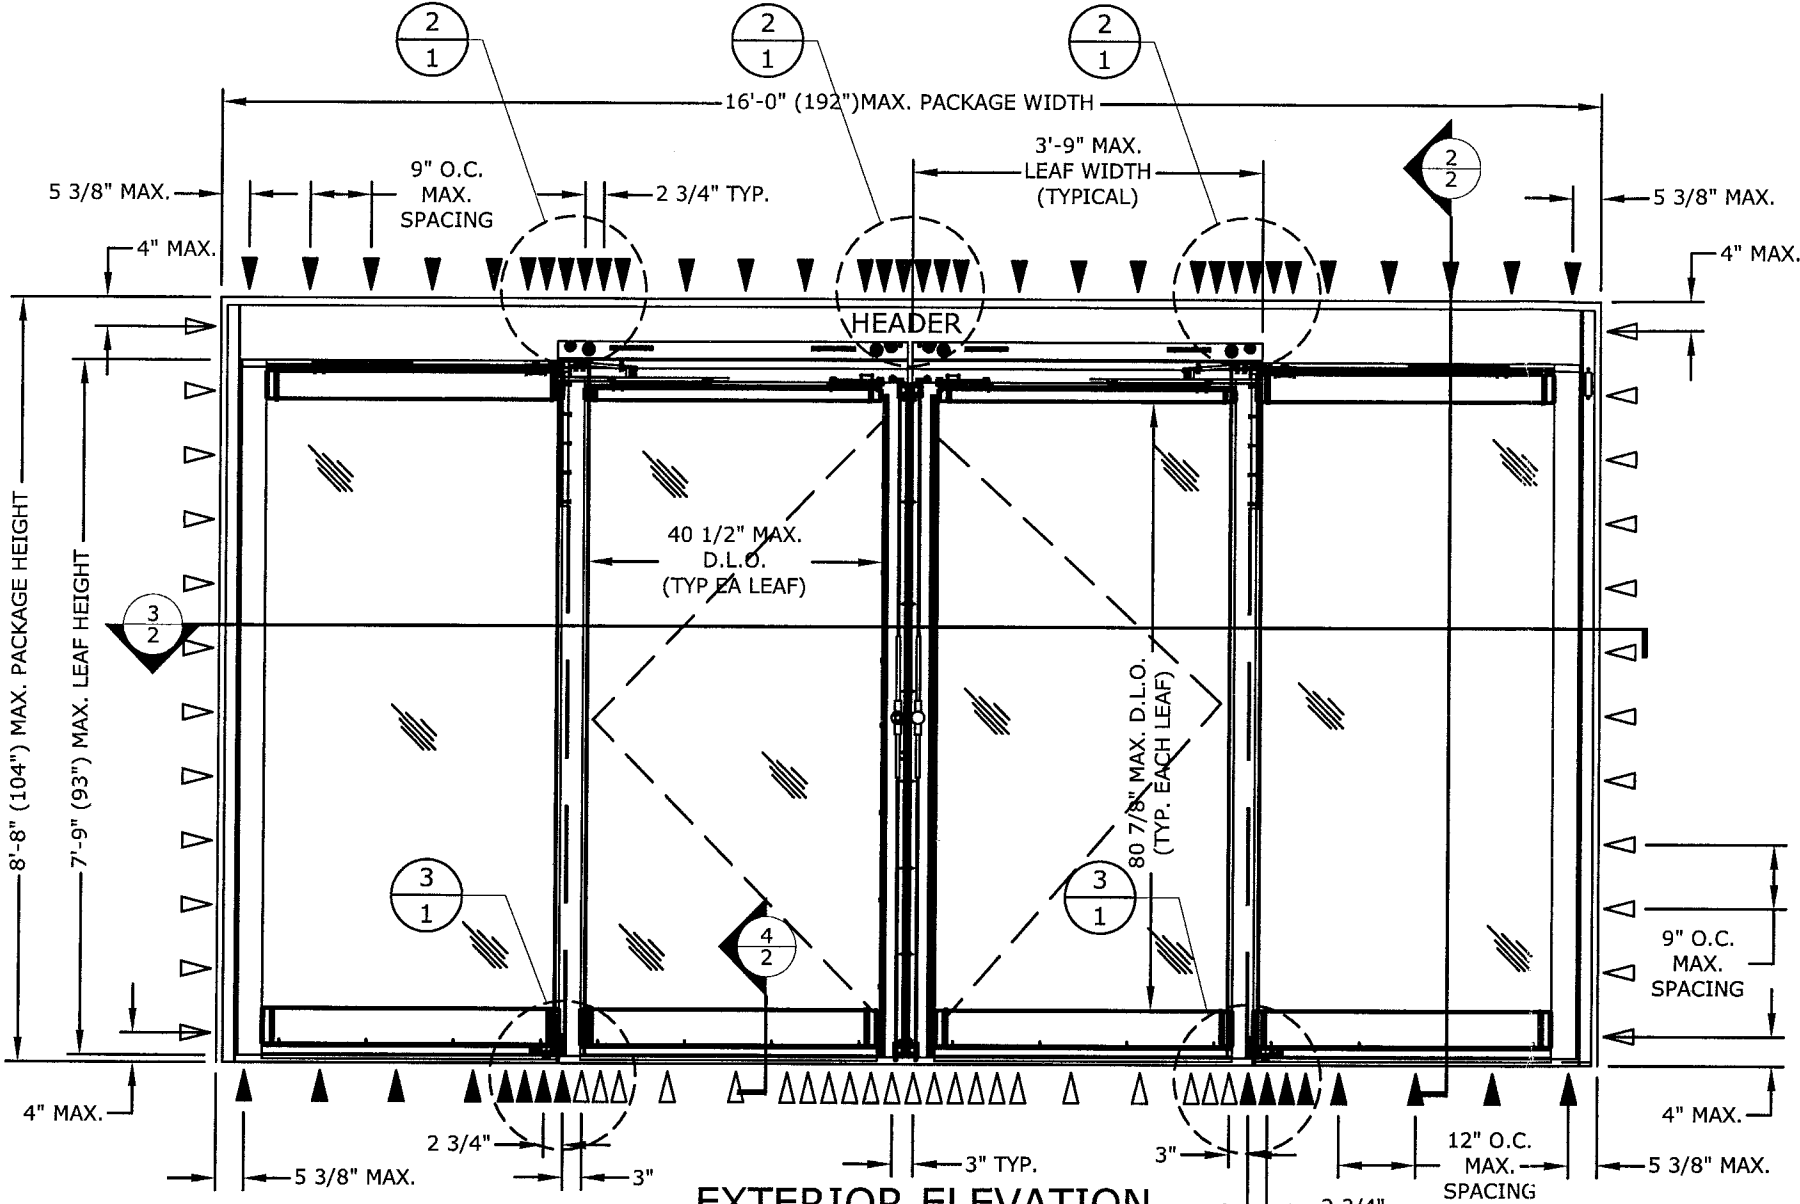 2
1
2
1
2
1
16'-0" (192")MAX. PACKAGE WIDTH
3'-9" MAX.
LEAF WIDTH
(TYPICAL)
2
2
5 3/8" MAX.
9" O.C.
MAX.
SPACING
2 3/4" TYP.
5 3/8" MAX.
4" MAX.
4" MAX.
HEADER
8'-8" (104") MAX. PACKAGE HEIGHT
7'-9" (93") MAX. LEAF HEIGHT
40 1/2" MAX.
D.L.O.
(TYP EA LEAF)
3
2
80 7/8" MAX. D.L.O.
(TYP. EACH LEAF)
3
1
3
1
4
2
9" O.C.
MAX.
SPACING
4" MAX.
4" MAX.
2 3/4"
5 3/8" MAX.
3"
3" TYP.
3"
12" O.C.
MAX.
SPACING
5 3/8" MAX.
EXTERIOR ELEVATION
2 3/4"